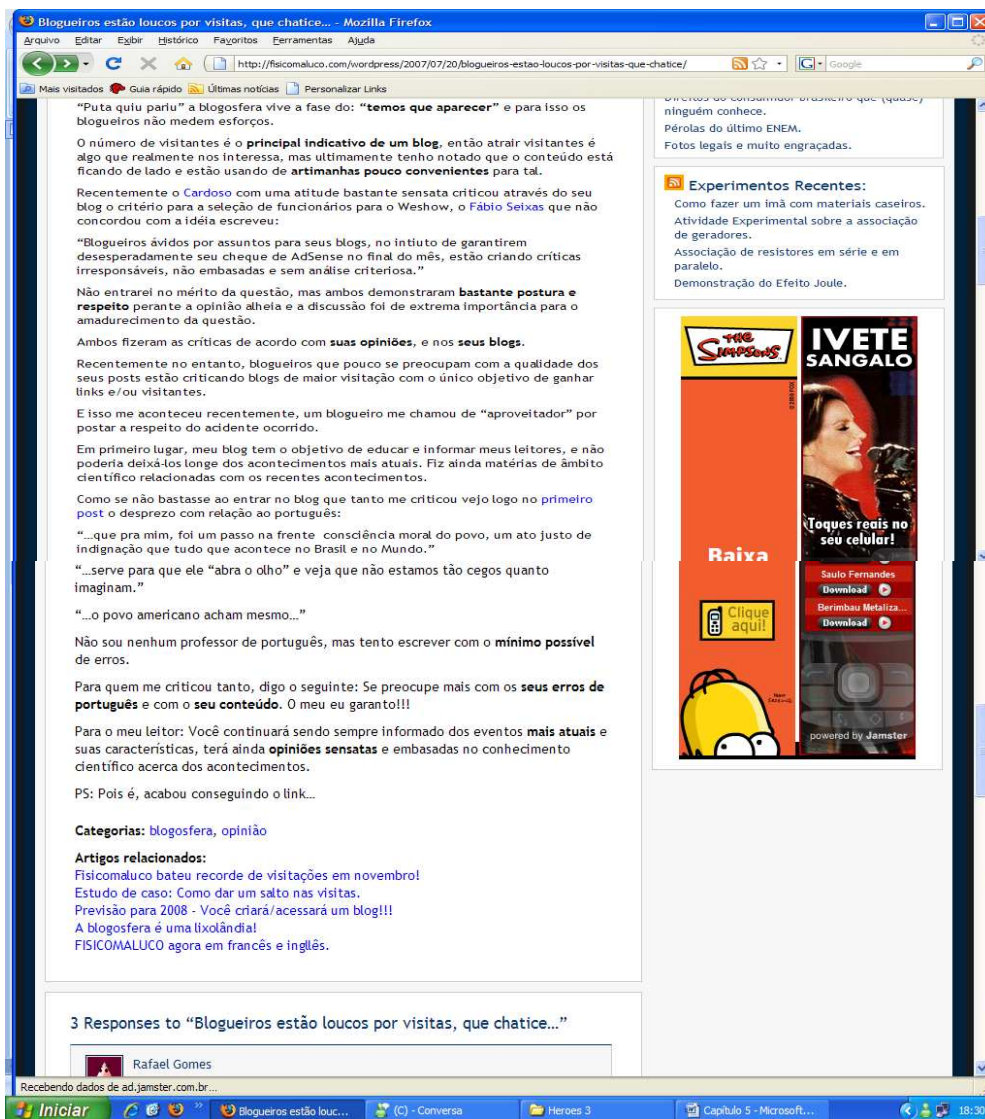 Blogueiros estão loucos por visitas, que chatice... - Mozilla Firefox
Arquivo Editar Exibir Histórico Favoritos Ferramentas Ajuda
http://fisicomaluco.com/wordpress/2007/07/20/blogueiros-estao-loucos-por-visitas-que-chatice/
Google
Mais visitados Guia rápido Últimas notícias Personalizar Links
“Puta quiu pariu” a blogosfera vive a fase do: “temos que aparecer” e para isso os
blogueiros não medem esforços.
O número de visitantes é o principal indicativo de um blog, então atrair visitantes é
algo que realmente nos interessa, mas ultimamente tenho notado que o conteúdo está
ficando de lado e estão usando de artimanhas pouco convenientes para tal.
Recentemente o Cardoso com uma atitude bastante sensata criticou através do seu
blog o critério para a seleção de funcionários para o Weshow, o Fábio Seixas que não
concordou com a idéia escreveu:
“Blogueiros ávidos por assuntos para seus blogs, no intiuto de garantirem
desesperadamente seu cheque de AdSense no final do mês, estão criando críticas
irresponsáveis, não embasadas e sem análise criteriosa.”
Não entrarei no mérito da questão, mas ambos demonstraram bastante postura e
respeito perante a opinião alheia e a discussão foi de extrema importância para o
amadurecimento da questão.
Ambos fizeram as críticas de acordo com suas opiniões, e nos seus blogs.
Recentemente no entanto, blogueiros que pouco se preocupam com a qualidade dos
seus posts estão criticando blogs de maior visitação com o único objetivo de ganhar
links e/ou visitantes.
E isso me aconteceu recentemente, um blogueiro me chamou de “aproveitador” por
postar a respeito do acidente ocorrido.
Em primeiro lugar, meu blog tem o objetivo de educar e informar meus leitores, e não
poderia deixá-los longe dos acontecimentos mais atuais. Fiz ainda matérias de âmbito
científico relacionadas com os recentes acontecimentos.
Como se não bastasse ao entrar no blog que tanto me criticou vejo logo no primeiro
post o desprezo com relação ao português:
“…que pra mim, foi um passo na frente consciência moral do povo, um ato justo de
indignação que tudo que acontece no Brasil e no Mundo.”
“…serve para que ele “abra o olho” e veja que não estamos tão cegos quanto
imaginam.”
“…o povo americano acham mesmo…”
Não sou nenhum professor de português, mas tento escrever com o mínimo possível
de erros.
Para quem me criticou tanto, digo o seguinte: Se preocupe mais com os seus erros de
português e com o seu conteúdo. O meu eu garanto!!!
Para o meu leitor: Você continuará sendo sempre informado dos eventos mais atuais e
suas características, terá ainda opiniões sensatas e embasadas no conhecimento
científico acerca dos acontecimentos.
PS: Pois é, acabou conseguindo o link…
Categorias: blogosfera, opinião
Artigos relacionados:
Fisicomaluco bateu recorde de visitações em novembro!
Estudo de caso: Como dar um salto nas visitas.
Previsão para 2008 - Você criará/acessará um blog!!!
A blogosfera é uma lixolândia!
FISICOMALUCO agora em francês e ingllês.
3 Responses to “Blogueiros estão loucos por visitas, que chatice…”
Rafael Gomes
Direitos do consumidor brasileiro que (quase)
ninguém conhece.
Pérolas do último ENEM.
Fotos legais e muito engraçadas.
Experimentos Recentes:
Como fazer um imã com materiais caseiros.
Atividade Experimental sobre a associação
de geradores.
Associação de resistores em série e em
paralelo.
Demonstração do Efeito Joule.
THE
SIMPSONS
Baixa
Clique
aqui!
IVETE
SANGALO
Toques reais no
seu celular!
Saulo Fernandes
Download
Berimbau Metaliza...
Download
powered by Jamster
Recebendo dados de ad.jamster.com.br...
Iniciar
Blogueiros estão louc...
(C) - Conversa
Heroes 3
Capítulo 5 - Microsoft...
18:30